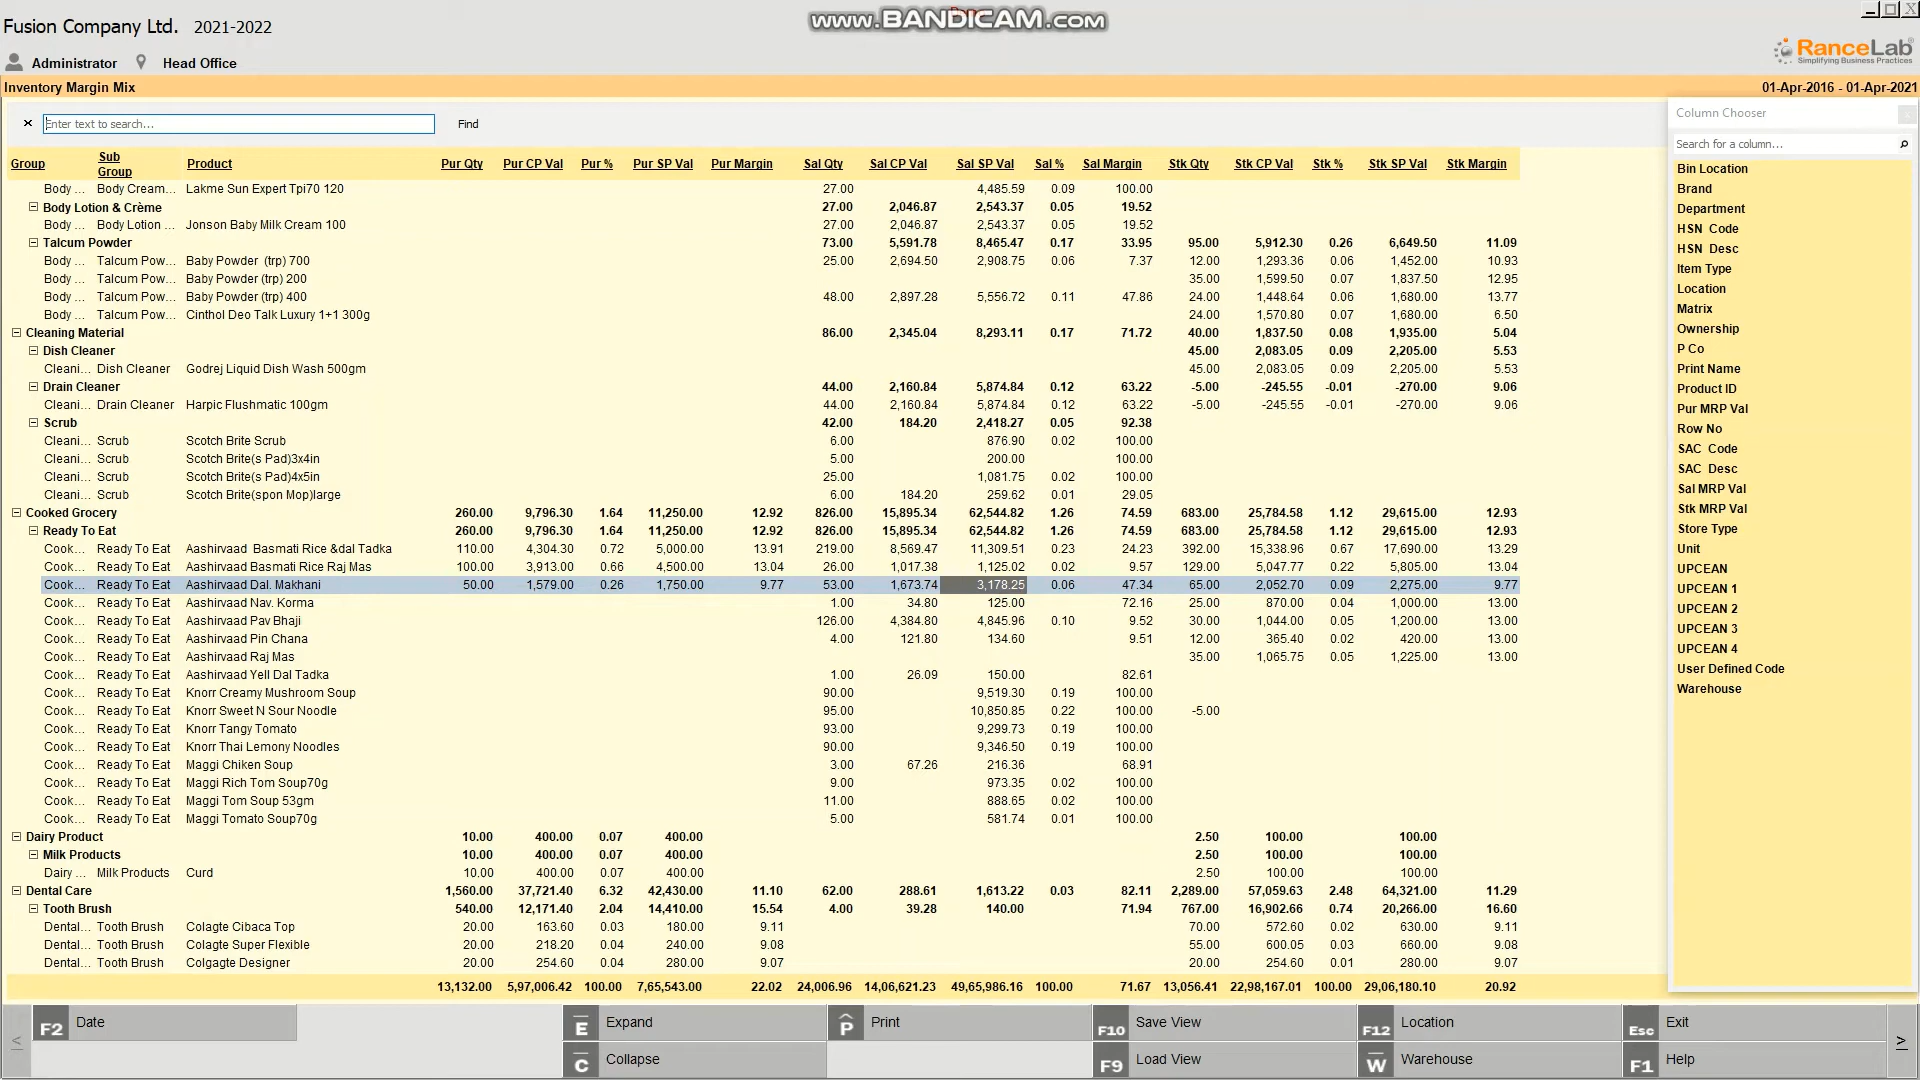 www.BANDICAM.com
Fusion Company Ltd. 2021-2022
Administrator Head Office
RanceLab®
Simplifying Business Practices
Inventory Margin Mix 01-Apr-2016 - 01-Apr-2021
× Enter text to search... Find
Group Sub Group Product Pur Qty Pur CP Val Pur % Pur SP Val Pur Margin Sal Qty Sal CP Val Sal SP Val Sal % Sal Margin Stk Qty Stk CP Val Stk % Stk SP Val Stk Margin
Body ... Body Cream... Lakme Sun Expert Tpi70 120 27.00 4,485.59 0.09 100.00
Body Lotion & Crème 27.00 2,046.87 2,543.37 0.05 19.52
Body ... Body Lotion ... Jonson Baby Milk Cream 100 27.00 2,046.87 2,543.37 0.05 19.52
Talcum Powder 73.00 5,591.78 8,465.47 0.17 33.95 95.00 5,912.30 0.26 6,649.50 11.09
Body ... Talcum Pow... Baby Powder (trp) 700 25.00 2,694.50 2,908.75 0.06 7.37 12.00 1,293.36 0.06 1,452.00 10.93
Body ... Talcum Pow... Baby Powder (trp) 200 35.00 1,599.50 0.07 1,837.50 12.95
Body ... Talcum Pow... Baby Powder (trp) 400 48.00 2,897.28 5,556.72 0.11 47.86 24.00 1,448.64 0.06 1,680.00 13.77
Body ... Talcum Pow... Cinthol Deo Talk Luxury 1+1 300g 24.00 1,570.80 0.07 1,680.00 6.50
Cleaning Material 86.00 2,345.04 8,293.11 0.17 71.72 40.00 1,837.50 0.08 1,935.00 5.04
Dish Cleaner 45.00 2,083.05 0.09 2,205.00 5.53
Cleani... Dish Cleaner Godrej Liquid Dish Wash 500gm 45.00 2,083.05 0.09 2,205.00 5.53
Drain Cleaner 44.00 2,160.84 5,874.84 0.12 63.22 -5.00 -245.55 -0.01 -270.00 9.06
Cleani... Drain Cleaner Harpic Flushmatic 100gm 44.00 2,160.84 5,874.84 0.12 63.22 -5.00 -245.55 -0.01 -270.00 9.06
Scrub 42.00 184.20 2,418.27 0.05 92.38
Cleani... Scrub Scotch Brite Scrub 6.00 876.90 0.02 100.00
Cleani... Scrub Scotch Brite(s Pad)3x4in 5.00 200.00 100.00
Cleani... Scrub Scotch Brite(s Pad)4x5in 25.00 1,081.75 0.02 100.00
Cleani... Scrub Scotch Brite(spon Mop)large 6.00 184.20 259.62 0.01 29.05
Cooked Grocery 260.00 9,796.30 1.64 11,250.00 12.92 826.00 15,895.34 62,544.82 1.26 74.59 683.00 25,784.58 1.12 29,615.00 12.93
Ready To Eat 260.00 9,796.30 1.64 11,250.00 12.92 826.00 15,895.34 62,544.82 1.26 74.59 683.00 25,784.58 1.12 29,615.00 12.93
Cook... Ready To Eat Aashirvaad Basmati Rice &dal Tadka 110.00 4,304.30 0.72 5,000.00 13.91 219.00 8,569.47 11,309.51 0.23 24.23 392.00 15,338.96 0.67 17,690.00 13.29
Cook... Ready To Eat Aashirvaad Basmati Rice Raj Mas 100.00 3,913.00 0.66 4,500.00 13.04 26.00 1,017.38 1,125.02 0.02 9.57 129.00 5,047.77 0.22 5,805.00 13.04
Cook... Ready To Eat Aashirvaad Dal. Makhani 50.00 1,579.00 0.26 1,750.00 9.77 53.00 1,673.74 3,178.25 0.06 47.34 65.00 2,052.70 0.09 2,275.00 9.77
Cook... Ready To Eat Aashirvaad Nav. Korma 1.00 34.80 125.00 72.16 25.00 870.00 0.04 1,000.00 13.00
Cook... Ready To Eat Aashirvaad Pav Bhaji 126.00 4,384.80 4,845.96 0.10 9.52 30.00 1,044.00 0.05 1,200.00 13.00
Cook... Ready To Eat Aashirvaad Pin Chana 4.00 121.80 134.60 9.51 12.00 365.40 0.02 420.00 13.00
Cook... Ready To Eat Aashirvaad Raj Mas 35.00 1,065.75 0.05 1,225.00 13.00
Cook... Ready To Eat Aashirvaad Yell Dal Tadka 1.00 26.09 150.00 82.61
Cook... Ready To Eat Knorr Creamy Mushroom Soup 90.00 9,519.30 0.19 100.00
Cook... Ready To Eat Knorr Sweet N Sour Noodle 95.00 10,850.85 0.22 100.00 -5.00
Cook... Ready To Eat Knorr Tangy Tomato 93.00 9,299.73 0.19 100.00
Cook... Ready To Eat Knorr Thai Lemony Noodles 90.00 9,346.50 0.19 100.00
Cook... Ready To Eat Maggi Chiken Soup 3.00 67.26 216.36 68.91
Cook... Ready To Eat Maggi Rich Tom Soup70g 9.00 973.35 0.02 100.00
Cook... Ready To Eat Maggi Tom Soup 53gm 11.00 888.65 0.02 100.00
Cook... Ready To Eat Maggi Tomato Soup70g 5.00 581.74 0.01 100.00
Dairy Product 10.00 400.00 0.07 400.00 2.50 100.00 100.00
Milk Products 10.00 400.00 0.07 400.00 2.50 100.00 100.00
Dairy ... Milk Products Curd 10.00 400.00 0.07 400.00 2.50 100.00 100.00
Dental Care 1,560.00 37,721.40 6.32 42,430.00 11.10 62.00 288.61 1,613.22 0.03 82.11 2,289.00 57,059.63 2.48 64,321.00 11.29
Tooth Brush 540.00 12,171.40 2.04 14,410.00 15.54 4.00 39.28 140.00 71.94 767.00 16,902.66 0.74 20,266.00 16.60
Dental... Tooth Brush Colagte Cibaca Top 20.00 163.60 0.03 180.00 9.11 70.00 572.60 0.02 630.00 9.11
Dental... Tooth Brush Colagte Super Flexible 20.00 218.20 0.04 240.00 9.08 55.00 600.05 0.03 660.00 9.08
Dental... Tooth Brush Colgagte Designer 20.00 254.60 0.04 280.00 9.07 20.00 254.60 0.01 280.00 9.07
13,132.00 5,97,006.42 100.00 7,65,543.00 22.02 24,006.96 14,06,621.23 49,65,986.16 100.00 71.67 13,056.41 22,98,167.01 100.00 29,06,180.10 20.92
Column Chooser
Search for a column...
Bin Location
Brand
Department
HSN Code
HSN Desc
Item Type
Location
Matrix
Ownership
P Co
Print Name
Product ID
Pur MRP Val
Row No
SAC Code
SAC Desc
Sal MRP Val
Stk MRP Val
Store Type
Unit
UPCEAN
UPCEAN 1
UPCEAN 2
UPCEAN 3
UPCEAN 4
User Defined Code
Warehouse
< F2 Date E Expand P Print F10 Save View F12 Location Esc Exit >
C Collapse F9 Load View W Warehouse F1 Help